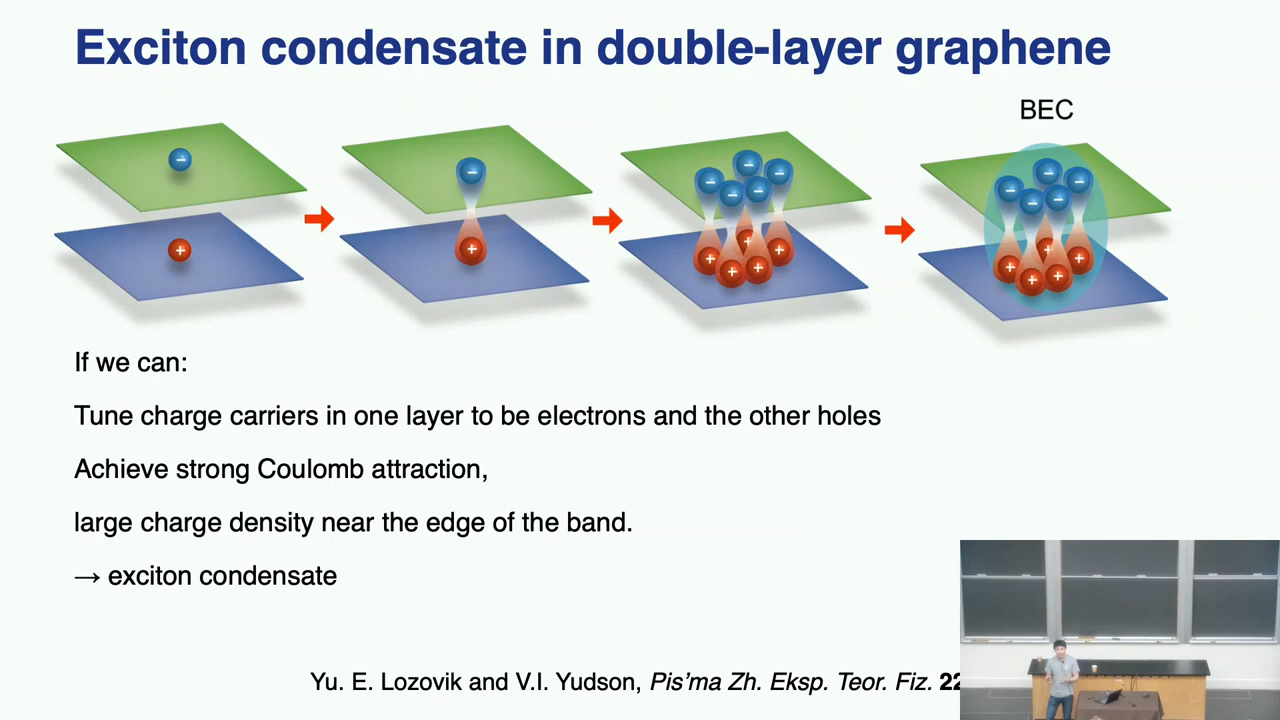 Exciton condensate in double-layer graphene
BEC
If we can:
Tune charge carriers in one layer to be electrons and the other holes
Achieve strong Coulomb attraction,
large charge density near the edge of the band.
→ exciton condensate
Yu. E. Lozovik and V.I. Yudson, Pis'ma Zh. Eksp. Teor. Fiz. 22